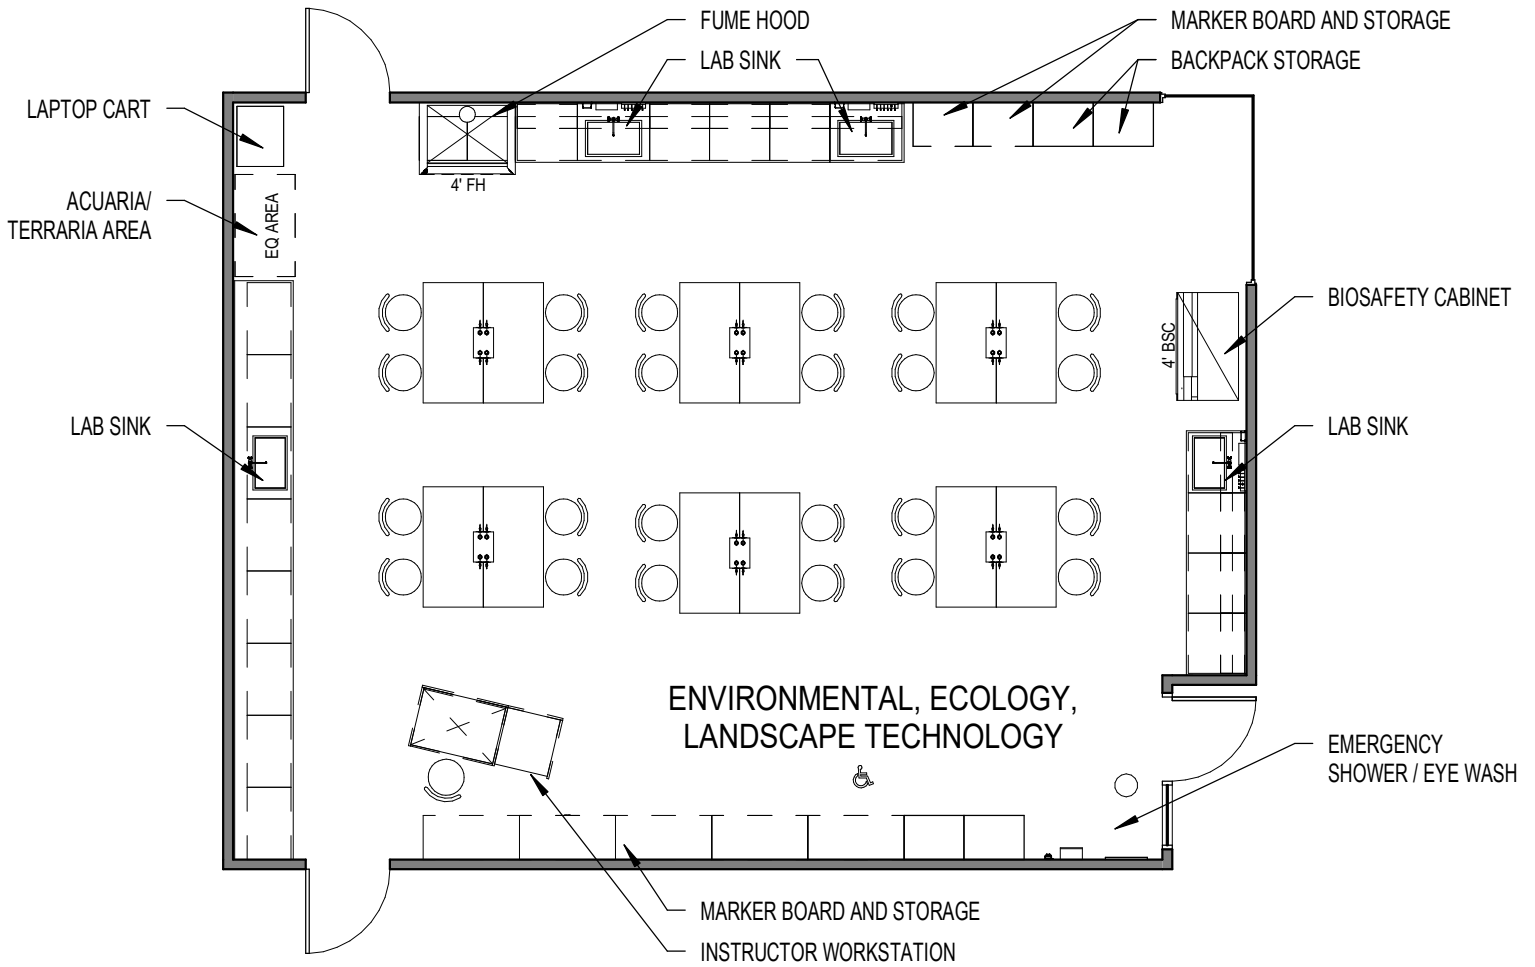 FUME HOOD
MARKER BOARD AND STORAGE
LAB SINK
BACKPACK STORAGE
LAPTOP CART
4' FH
ACUARIA/
TERRARIA AREA
EQ AREA
BIOSAFETY CABINET
4' BSC
LAB SINK
LAB SINK
ENVIRONMENTAL, ECOLOGY,
LANDSCAPE TECHNOLOGY
EMERGENCY
SHOWER / EYE WASH
MARKER BOARD AND STORAGE
INSTRUCTOR WORKSTATION